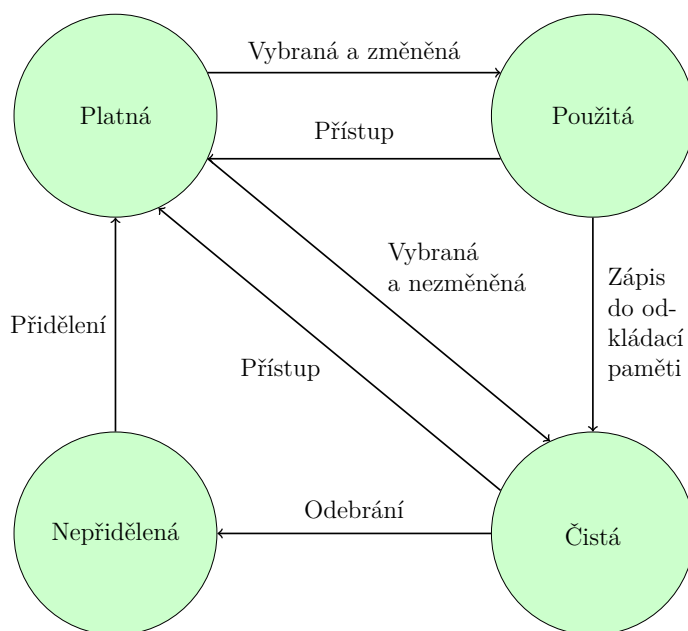 Vybraná a změněná
Platná
Použitá
Přístup
Vybraná
a nezměněná
Zápis
do od-
kládací
paměti
Přidělení
Přístup
Odebrání
Nepřidělená
Čistá